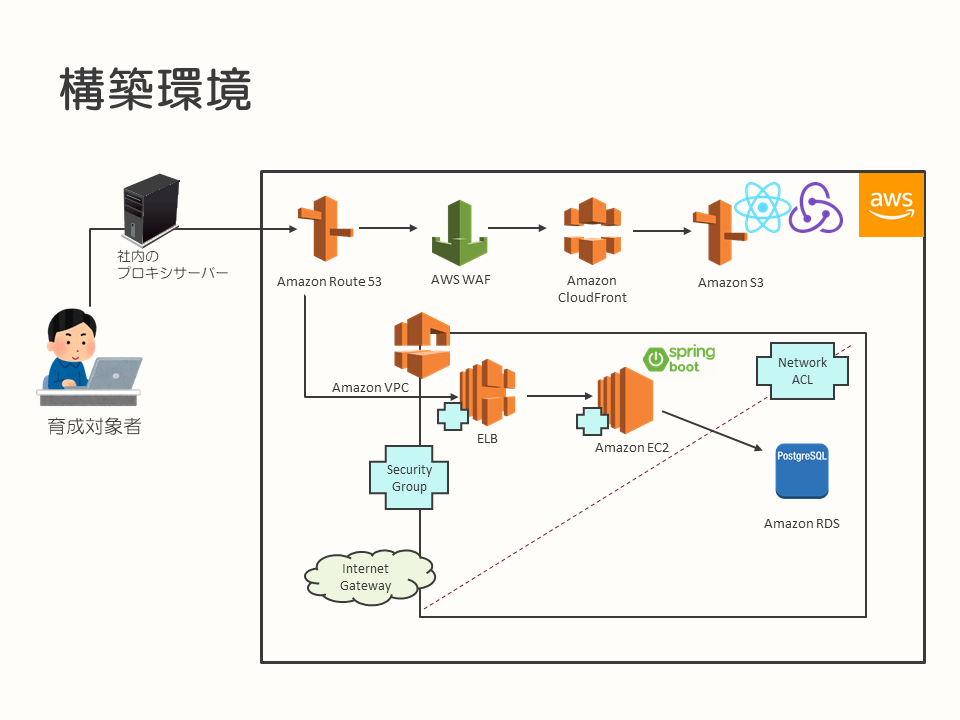 構築環境
aws
社内の
プロキシサーバー
育成対象者
Amazon Route 53
AWS WAF
Amazon
CloudFront
Amazon S3
Amazon VPC
ELB
spring
boot
Amazon EC2
Network
ACL
PostgreSQL
Amazon RDS
Security
Group
Internet
Gateway